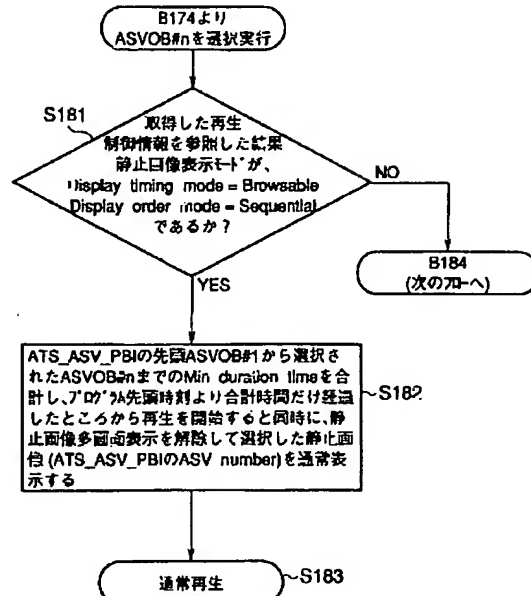 B174より
ASVOB#nを選択実行
S181
取得した再生
制御情報を参照した結果
静止画像表示ﾓｰﾄﾞが、
Display timing mode = Browsable
Display order mode = Sequential
であるか？
NO
B184
(次のﾌﾛｰへ)
YES
ATS_ASV_PBIの先頭ASVOB#1から選択さ
れたASVOB#nまでのMin duration timeを合
計し、ﾌﾟﾛｸﾞﾗﾑ先頭時刻より合計時間だけ経過
したところから再生を開始すると同時に、静
止画像多画面表示を解除して選択した静止画
像(ATS_ASV_PBIのASV number)を通常表
示する
S182
通常再生
S183